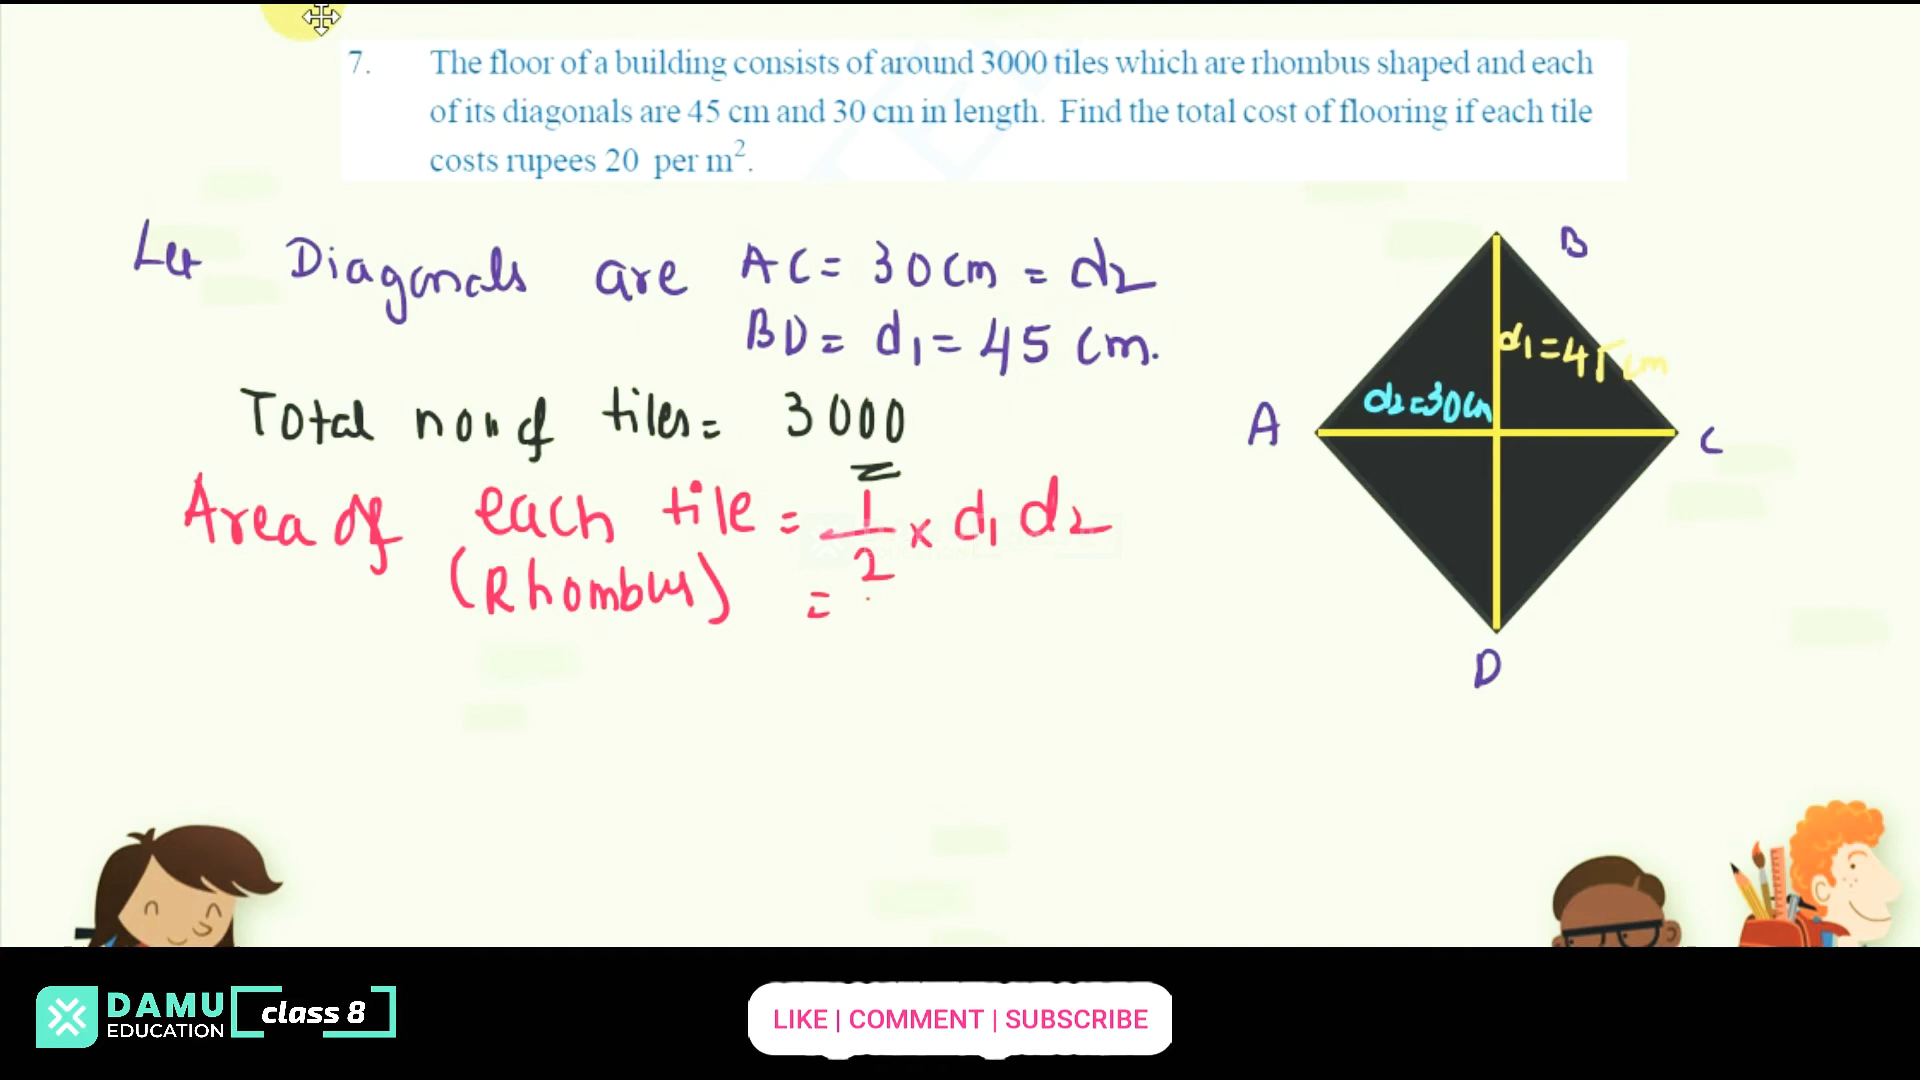 7. The floor of a building consists of around 3000 tiles which are rhombus shaped and each
of its diagonals are 45 cm and 30 cm in length. Find the total cost of flooring if each tile
costs rupees 20 per m².
Let Diagonals are AC = 30 cm = d₂
BD = d₁ = 45 cm.
Total no. of tiles = 3000
Area of each tile = 1/2 × d₁ d₂
(Rhombus) =
B
d₁ = 45 cm
d₂ = 30 cm
A
C
D
DAMU
EDUCATION
class 8
LIKE | COMMENT | SUBSCRIBE